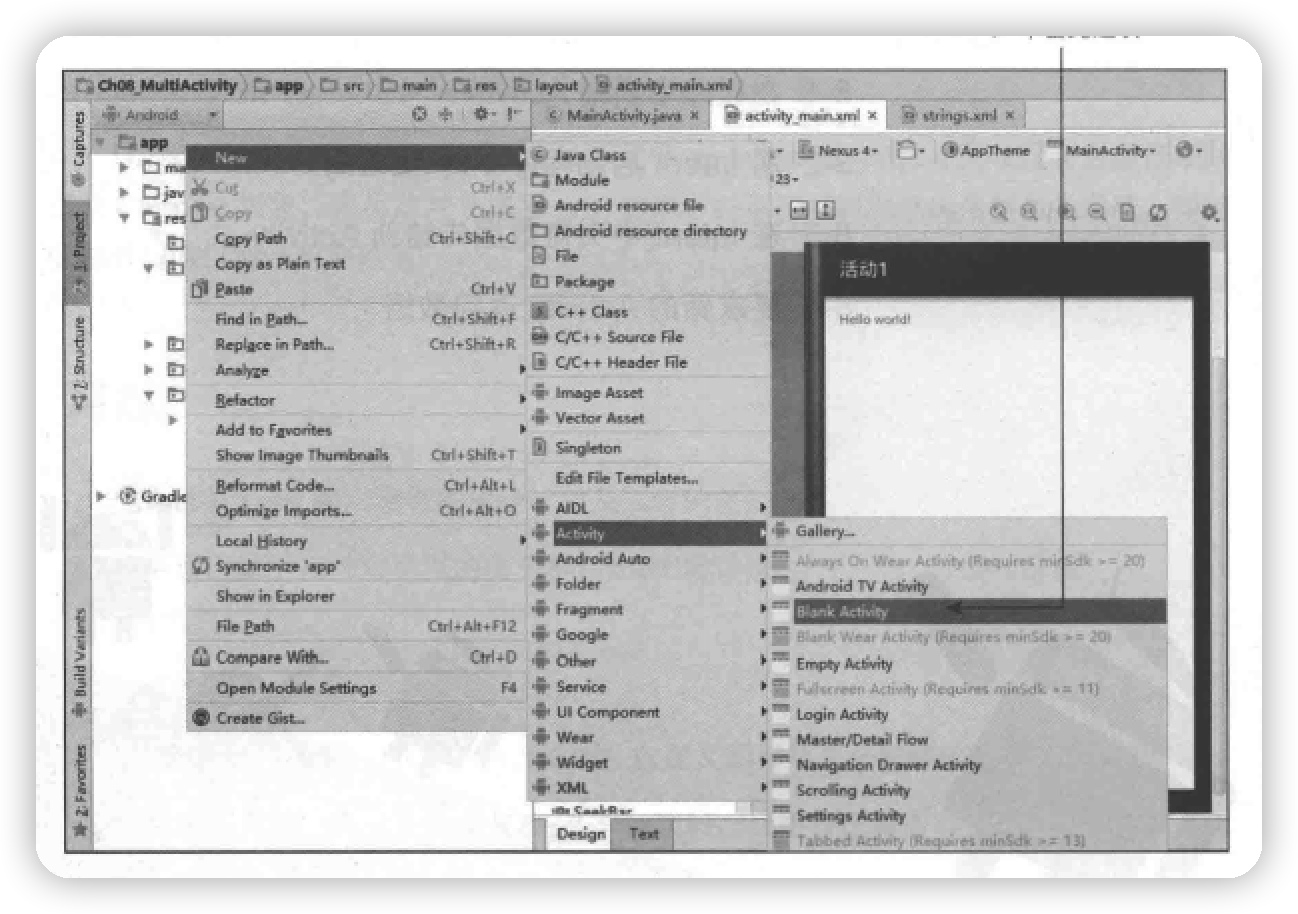 Ch08_MultiActivity app src main res layout activity_main.xml
Android
MainActivity.java × activity_main.xml × strings.xml ×
Captures
1: Project
2: Structure
Build Variants
2: Favorites
app
ma
jav
res
Gradle
New
Cut Ctrl+X
Copy Ctrl+C
Copy Path Ctrl+Shift+C
Copy as Plain Text
Paste Ctrl+V
Find in Path... Ctrl+Shift+F
Replace in Path... Ctrl+Shift+R
Analyze
Refactor
Add to Favorites
Show Image Thumbnails Ctrl+Shift+T
Reformat Code... Ctrl+Alt+L
Optimize Imports... Ctrl+Alt+O
Local History
Synchronize 'app'
Show in Explorer
File Path Ctrl+Alt+F12
Compare With... Ctrl+D
Open Module Settings F4
Create Gist...
Java Class
Module
Android resource file
Android resource directory
File
Package
C++ Class
C/C++ Source File
C/C++ Header File
Image Asset
Vector Asset
Singleton
Edit File Templates...
AIDL
Activity
Android Auto
Folder
Fragment
Google
Other
Service
UI Component
Wear
Widget
XML
SeekBar
Design Text
Nexus 4 AppTheme MainActivity
23
活动1
Hello world!
Gallery...
Always On Wear Activity (Requires minSdk >= 20)
Android TV Activity
Blank Activity
Blank Wear Activity (Requires minSdk >= 20)
Empty Activity
Fullscreen Activity (Requires minSdk >= 11)
Login Activity
Master/Detail Flow
Navigation Drawer Activity
Scrolling Activity
Settings Activity
Tabbed Activity (Requires minSdk >= 13)